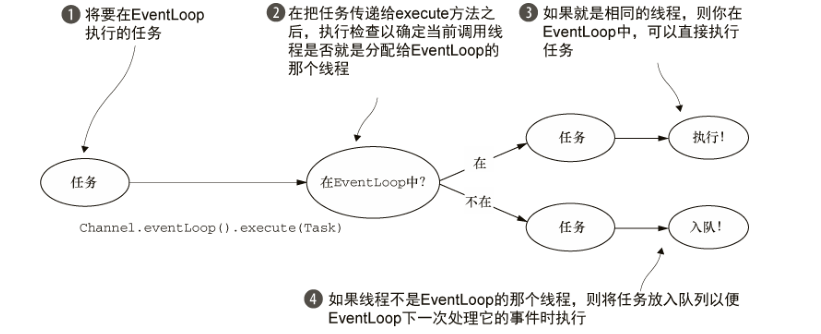 ❶ 将要在EventLoop
执行的任务
❷ 在把任务传递给execute方法之
后，执行检查以确定当前调用线
程是否就是分配给EventLoop的
那个线程
❸ 如果就是相同的线程，则你在
EventLoop中，可以直接执行
任务
任务
Channel.eventLoop().execute(Task)
在EventLoop中?
在
任务
执行!
不在
任务
入队!
❹ 如果线程不是EventLoop的那个线程，则将任务放入队列以便
EventLoop下一次处理它的事件时执行